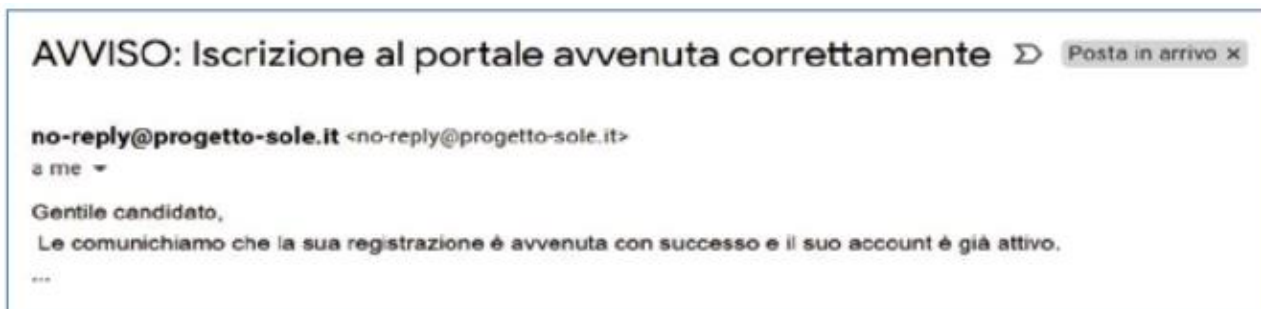 AVVISO: Iscrizione al portale avvenuta correttamente Posta in arrivo ×
no-reply@progetto-sole.it <no-reply@progetto-sole.it>
a me
Gentile candidato,
Le comunichiamo che la sua registrazione è avvenuta con successo e il suo account è già attivo.
...